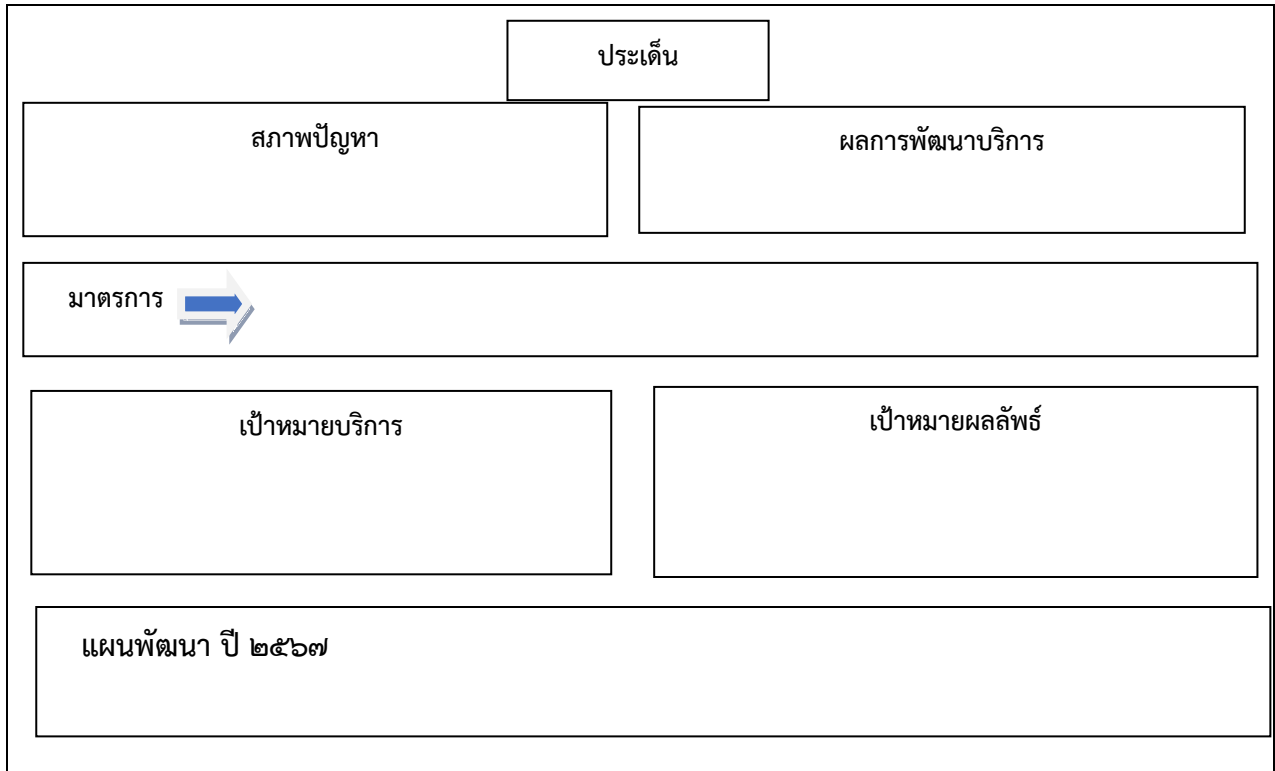 ประเด็น
สภาพปัญหา
ผลการพัฒนาบริการ
มาตรการ
เป้าหมายบริการ
เป้าหมายผลลัพธ์
แผนพัฒนา ปี ๒๕๖๗